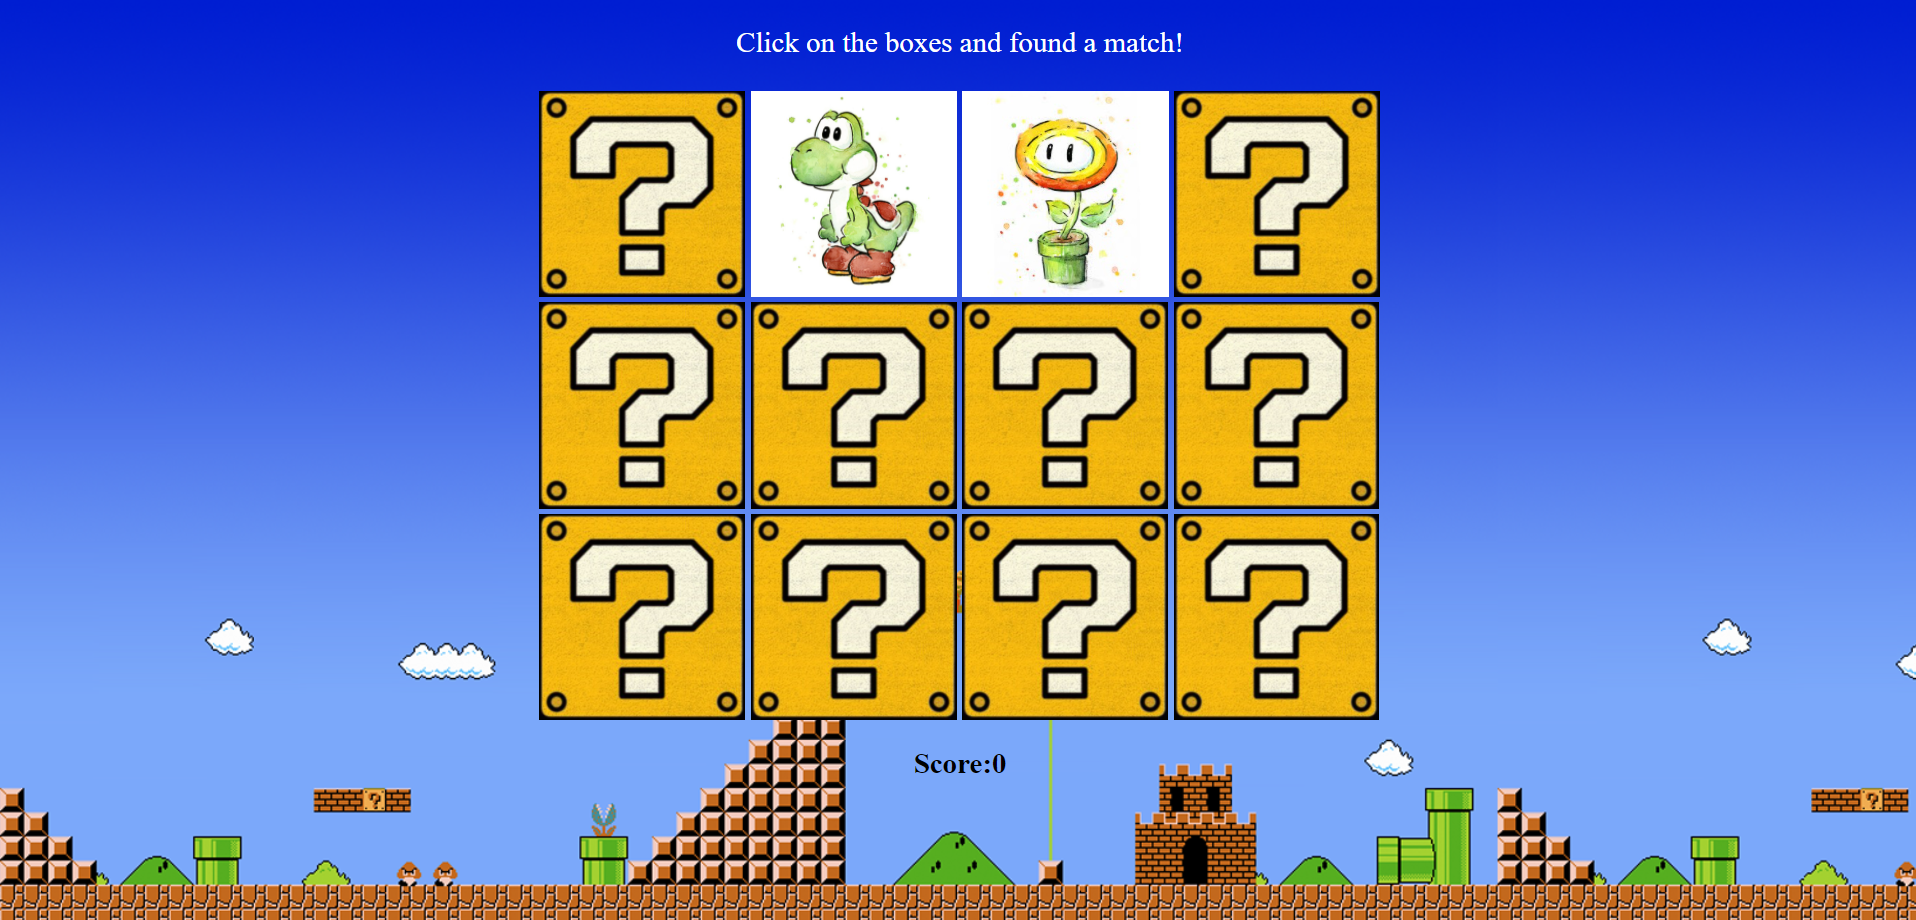 Click on the boxes and found a match!
? ?
? ? ? ?
? ? ? ?
Score:0
?
?